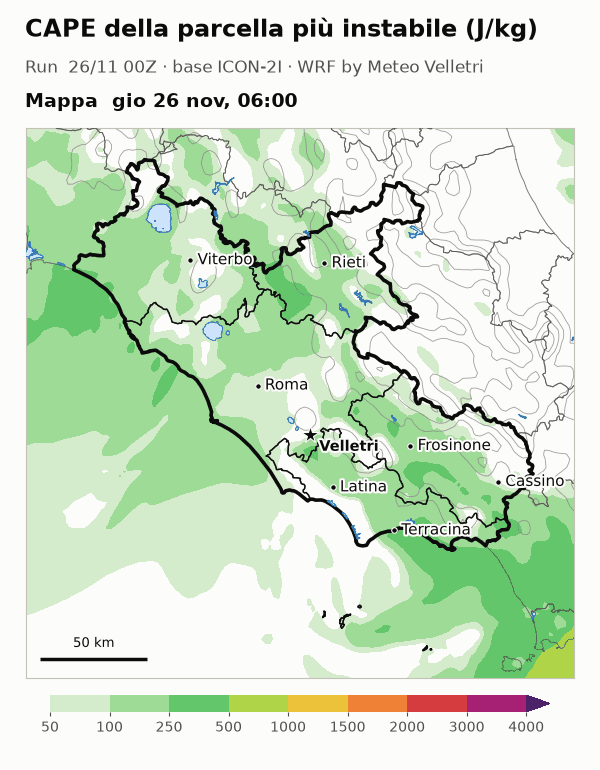 CAPE della parcella più instabile (J/kg)
Run  26/11 00Z · base ICON-2I · WRF by Meteo Velletri
Mappa  gio 26 nov, 06:00
Viterbo
Rieti
Roma
Velletri
Frosinone
Latina
Cassino
Terracina
50 km
50 100 250 500 1000 1500 2000 3000 4000